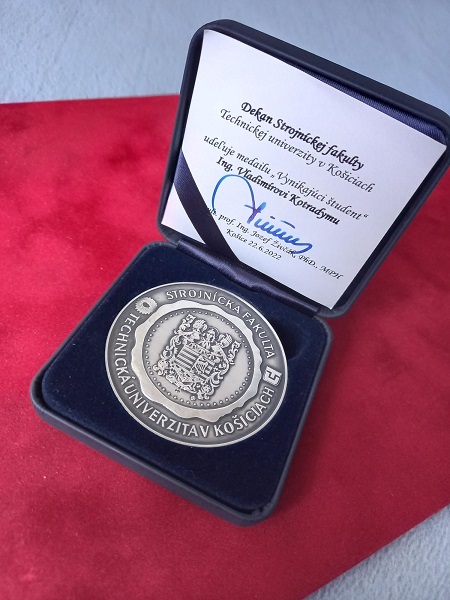 Dekan Strojníckej fakulty
Technickej univerzity v Košiciach
udeľuje medailu „Vynikajúci študent“
Ing. Vladimírovi Kotradymu
prof. Ing. Jozef Živčák, PhD., MPH
Košice 22.6.2022
STROJNÍCKA FAKULTA
TECHNICKÁ UNIVERZITA V KOŠICIACH